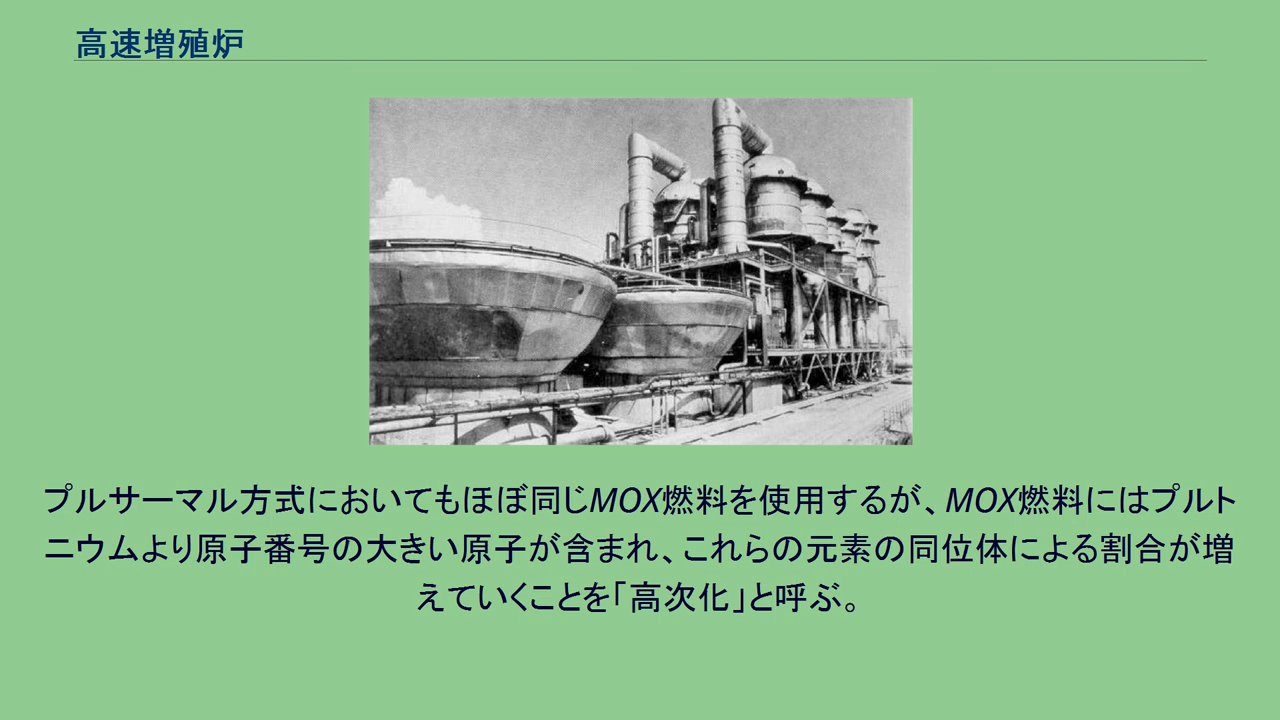 高速増殖炉
プルサーマル方式においてもほぼ同じMOX燃料を使用するが、MOX燃料にはプルト
ニウムより原子番号の大きい原子が含まれ、これらの元素の同位体による割合が増
えていくことを「高次化」と呼ぶ。